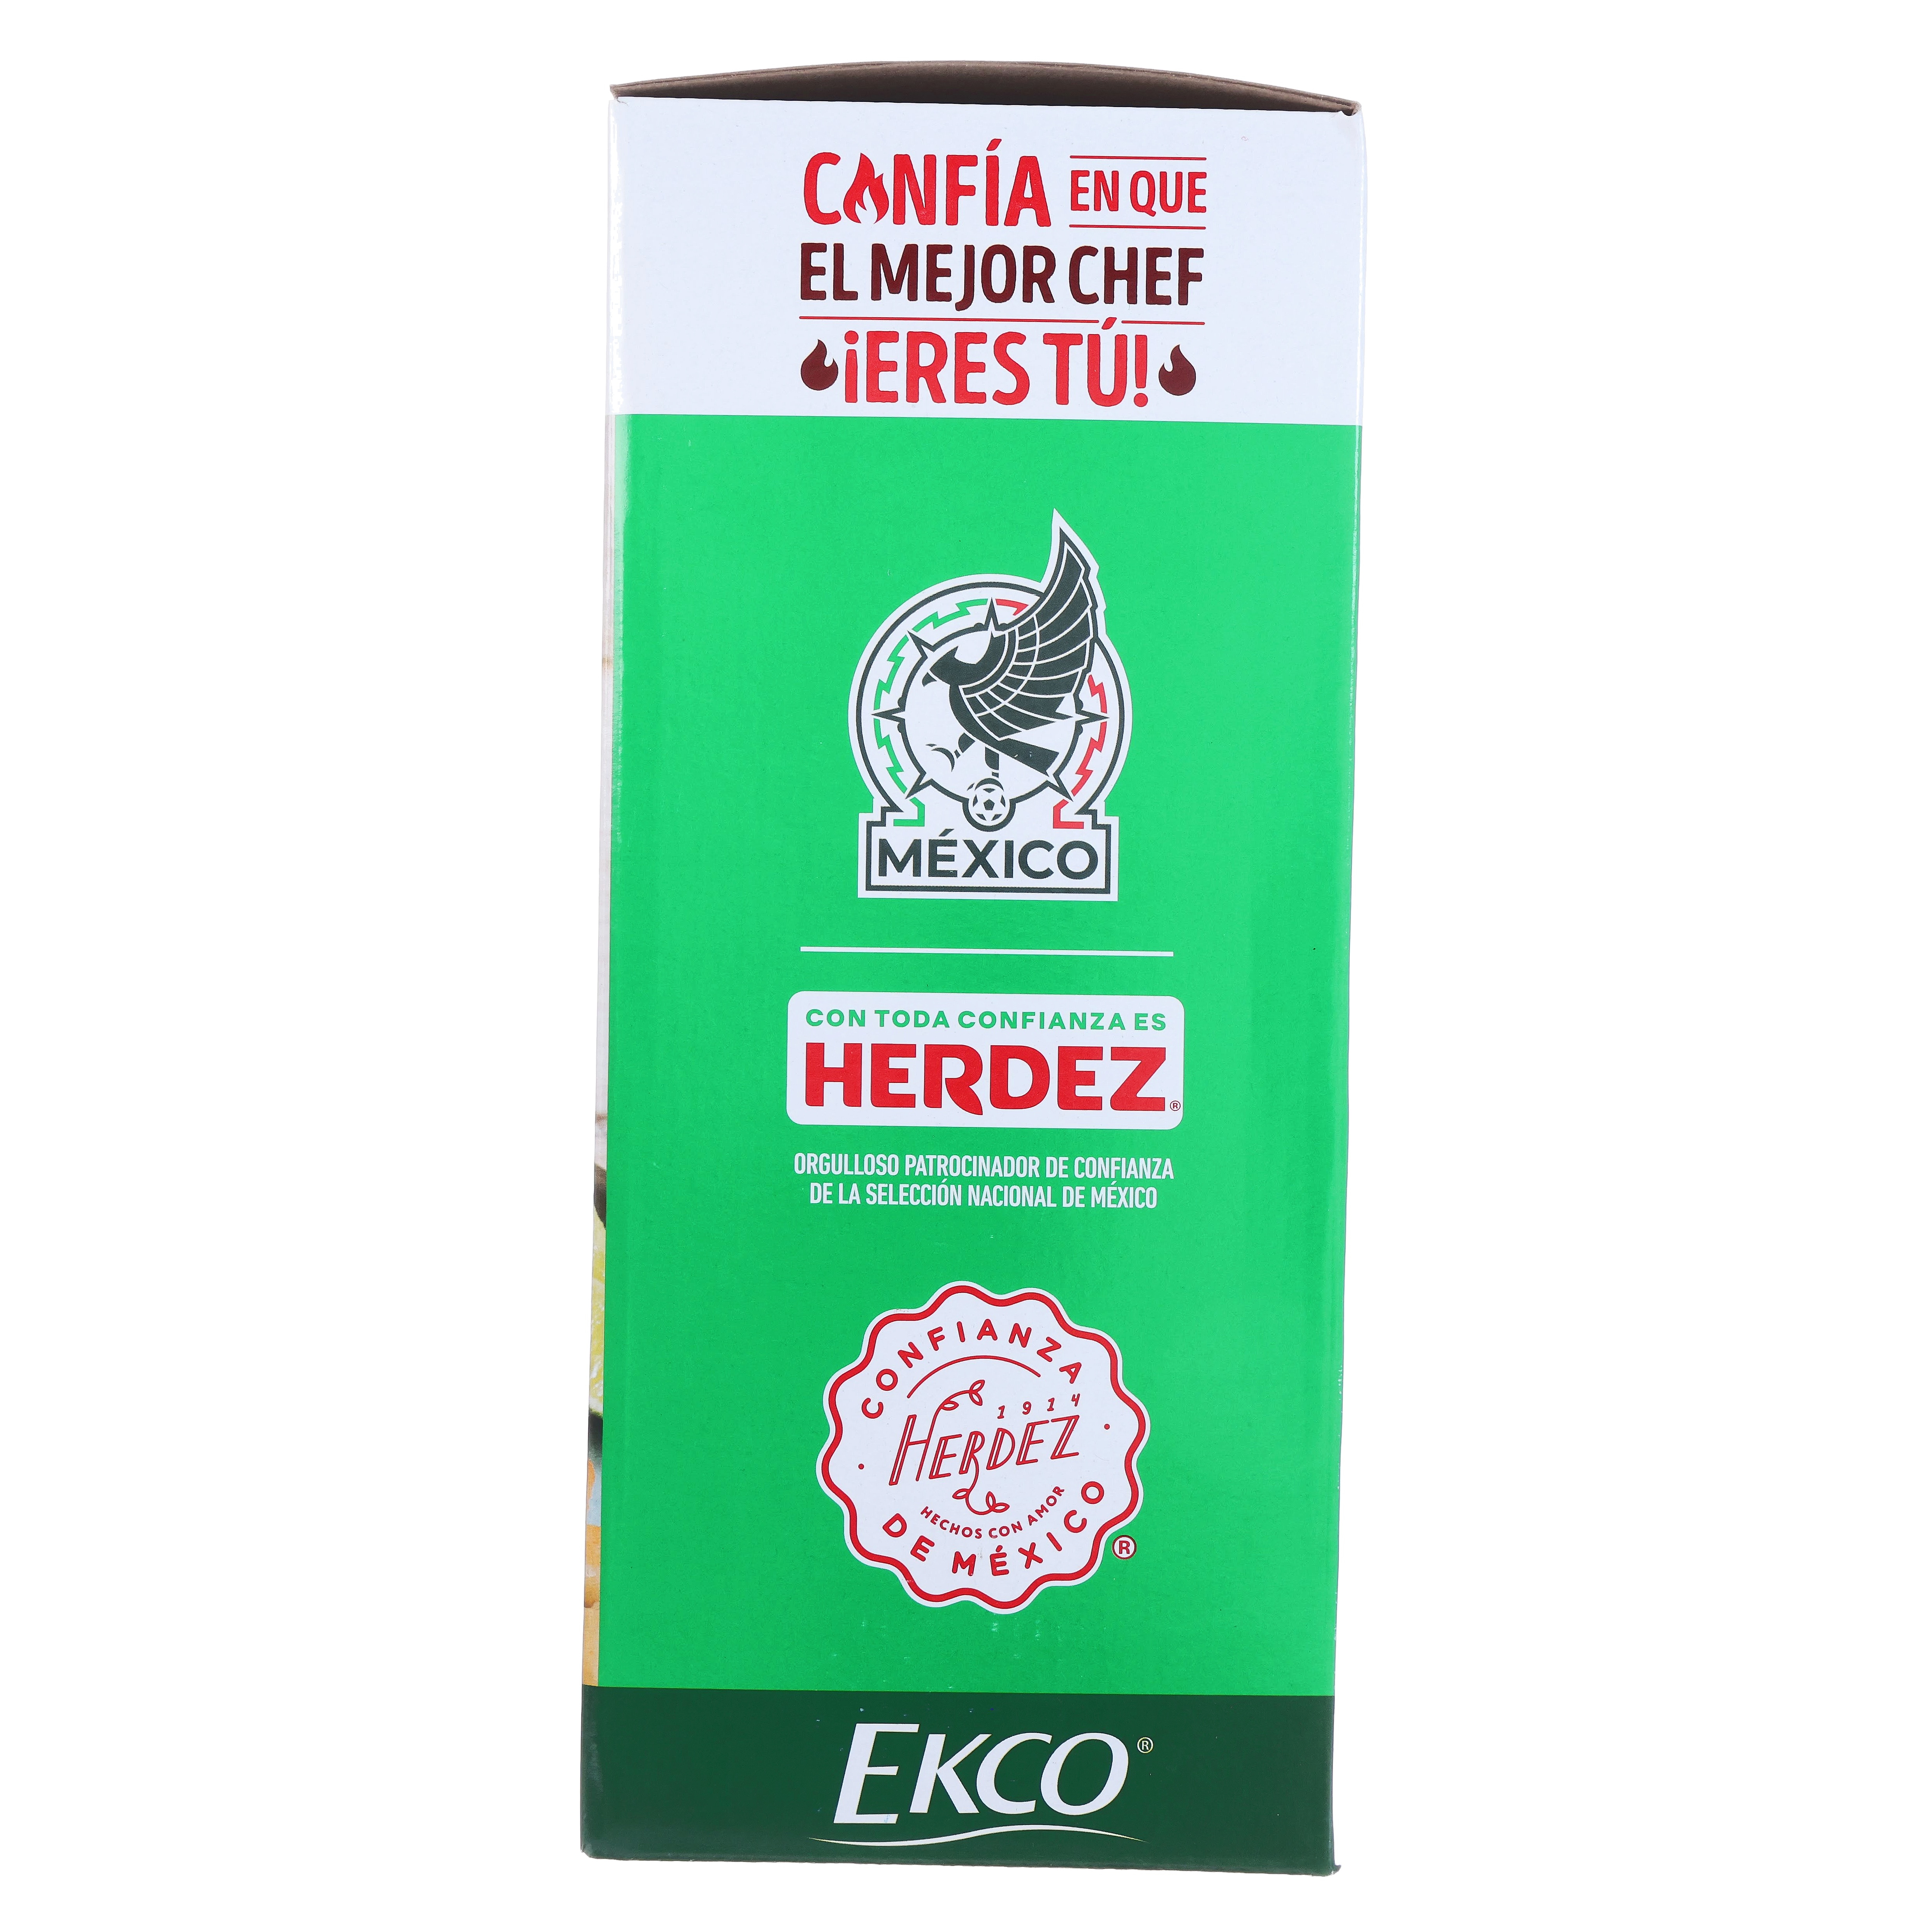 CONFÍA EN QUE
EL MEJOR CHEF
¡ERES TÚ!
MÉXICO
CON TODA CONFIANZA ES
HERDEZ®
ORGULLOSO PATROCINADOR DE CONFIANZA
DE LA SELECCIÓN NACIONAL DE MÉXICO
CONFIANZA
1914
HERDEZ
HECHOS CON AMOR
DE MÉXICO
®
EKCO®